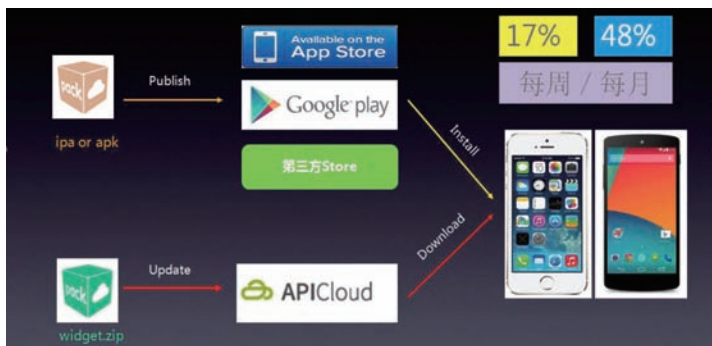 Available on the
App Store
17%
48%
pack
Publish
Google play
每周 / 每月
ipa or apk
Install
第三方Store
Download
pack
Update
APICloud
widget.zip